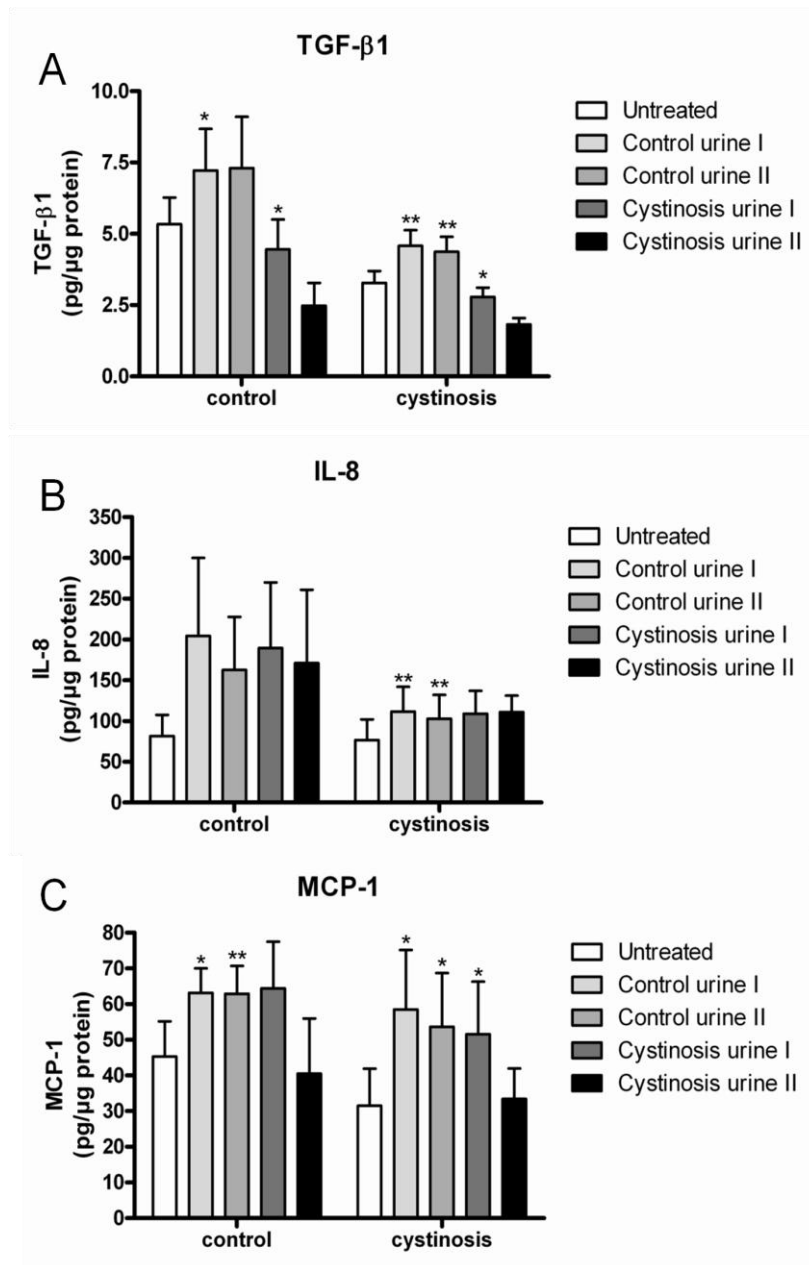 A
TGF-β1
TGF-β1
(pg/μg protein)
10.0
7.5
5.0
2.5
0.0
*
*
**
**
*
control
cystinosis
Untreated
Control urine I
Control urine II
Cystinosis urine I
Cystinosis urine II
B
IL-8
IL-8
(pg/μg protein)
350
300
250
200
150
100
50
0
**
**
control
cystinosis
Untreated
Control urine I
Control urine II
Cystinosis urine I
Cystinosis urine II
C
MCP-1
MCP-1
(pg/μg protein)
80
70
60
50
40
30
20
10
0
*
**
*
*
*
control
cystinosis
Untreated
Control urine I
Control urine II
Cystinosis urine I
Cystinosis urine II